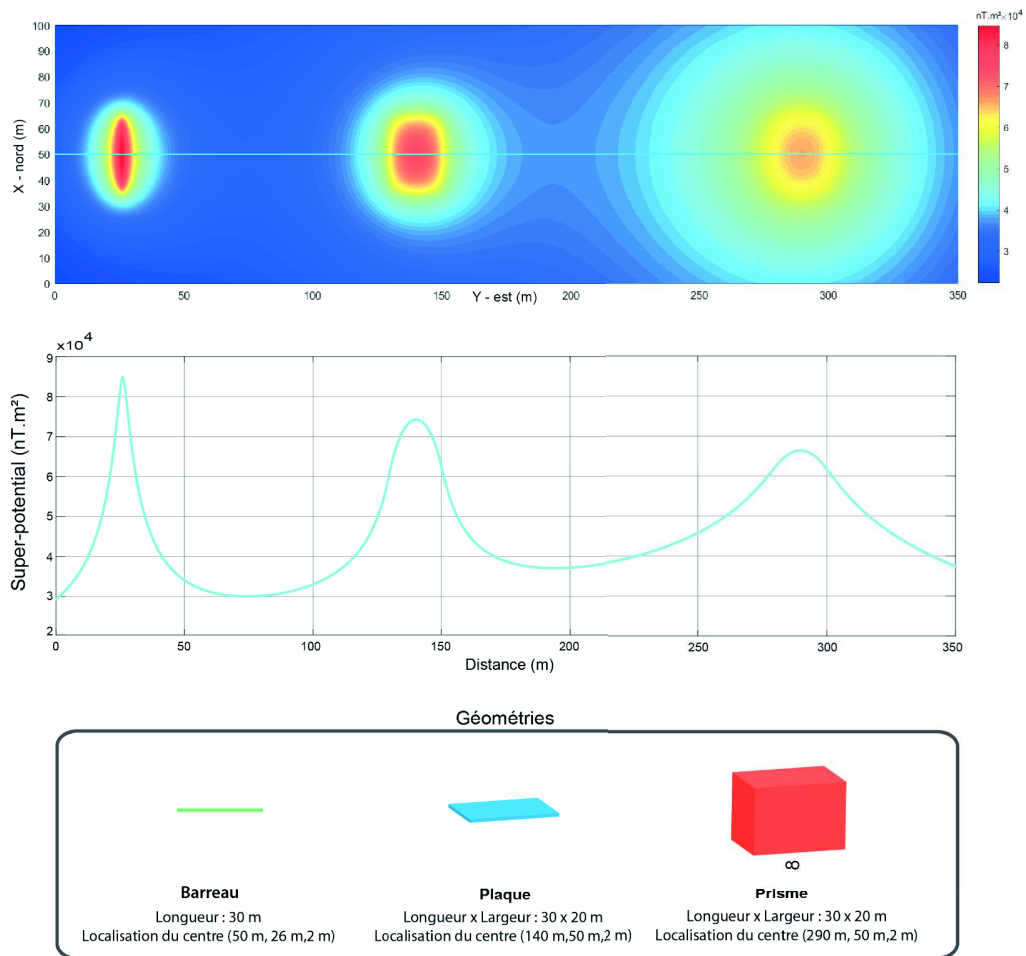 nT.m²×10⁴
100
90
80
70
60
50
40
30
20
10
0
X - nord (m)
0 50 100 150 200 250 300 350
Y - est (m)
8
7
6
5
4
3
×10⁴
9
8
7
6
5
4
3
2
Super-potential (nT.m²)
0 50 100 150 200 250 300 350
Distance (m)
Géométries
∞
Barreau
Longueur : 30 m
Localisation du centre (50 m, 26 m,2 m)
Plaque
Longueur x Largeur : 30 x 20 m
Localisation du centre (140 m,50 m,2 m)
Prisme
Longueur x Largeur : 30 x 20 m
Localisation du centre (290 m, 50 m,2 m)